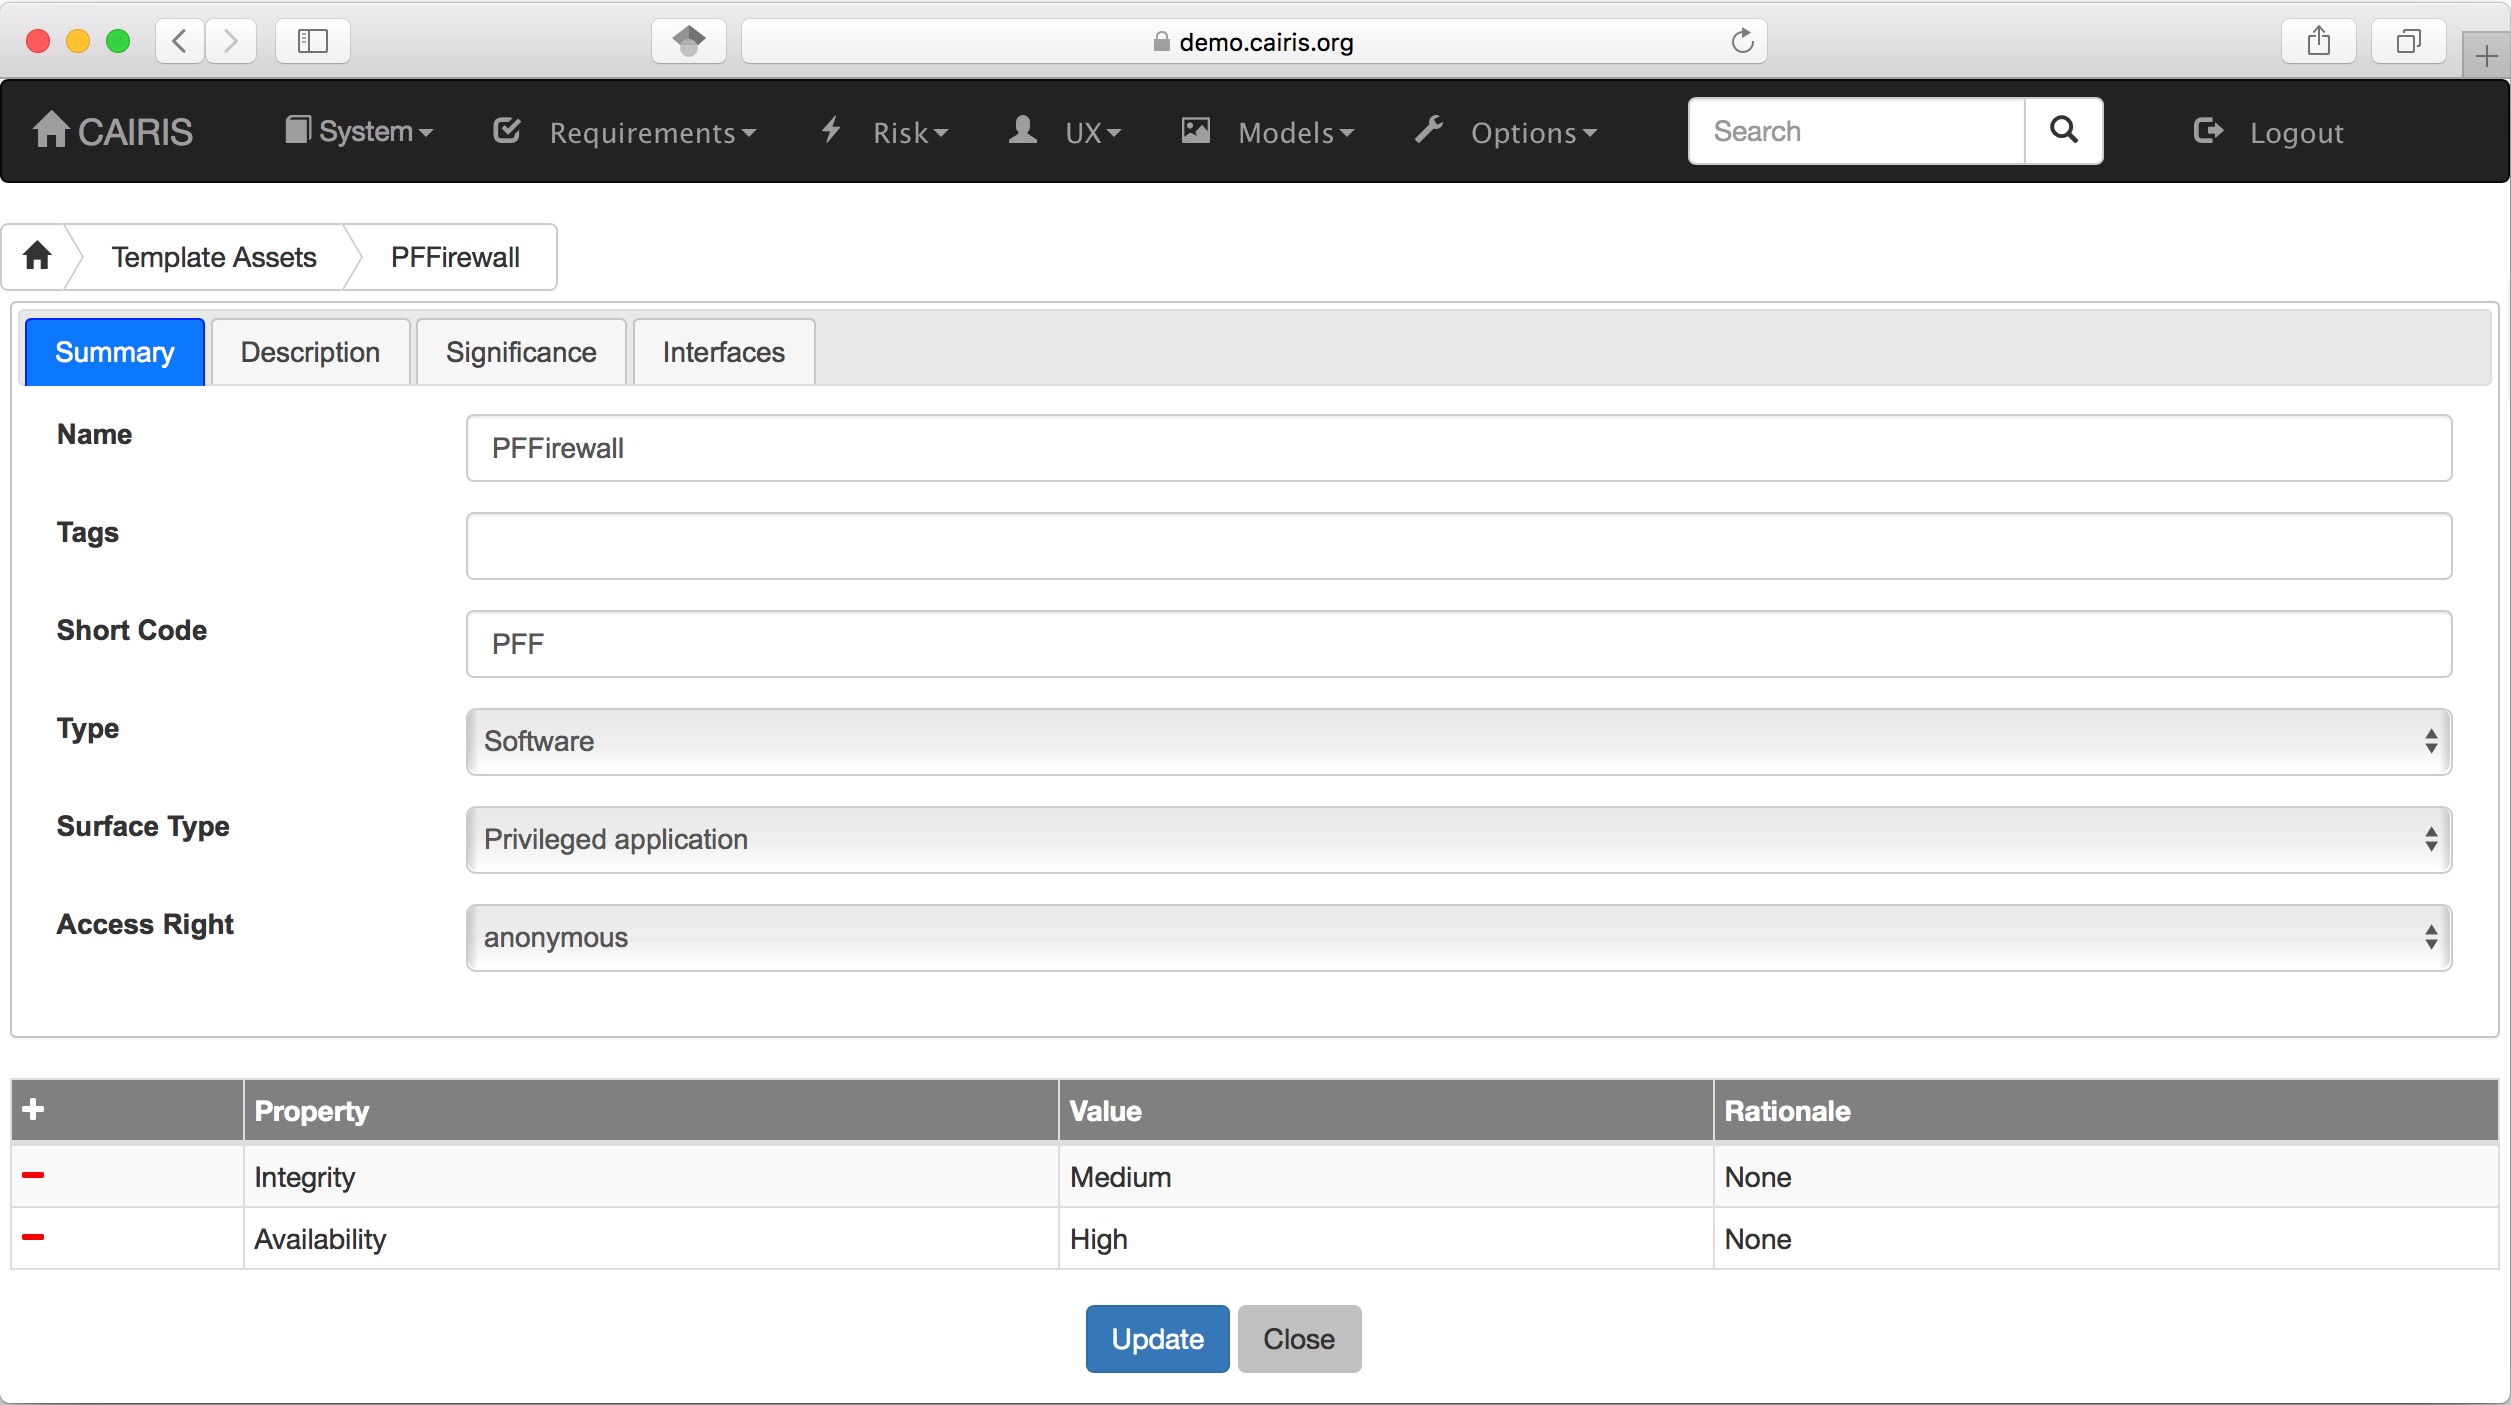 demo.cairis.org
CAIRIS System Requirements Risk UX Models Options Search Logout
Template Assets PFFirewall
Summary Description Significance Interfaces
Name PFFirewall
Tags
Short Code PFF
Type Software
Surface Type Privileged application
Access Right anonymous
Property Value Rationale
Integrity Medium None
Availability High None
Update Close